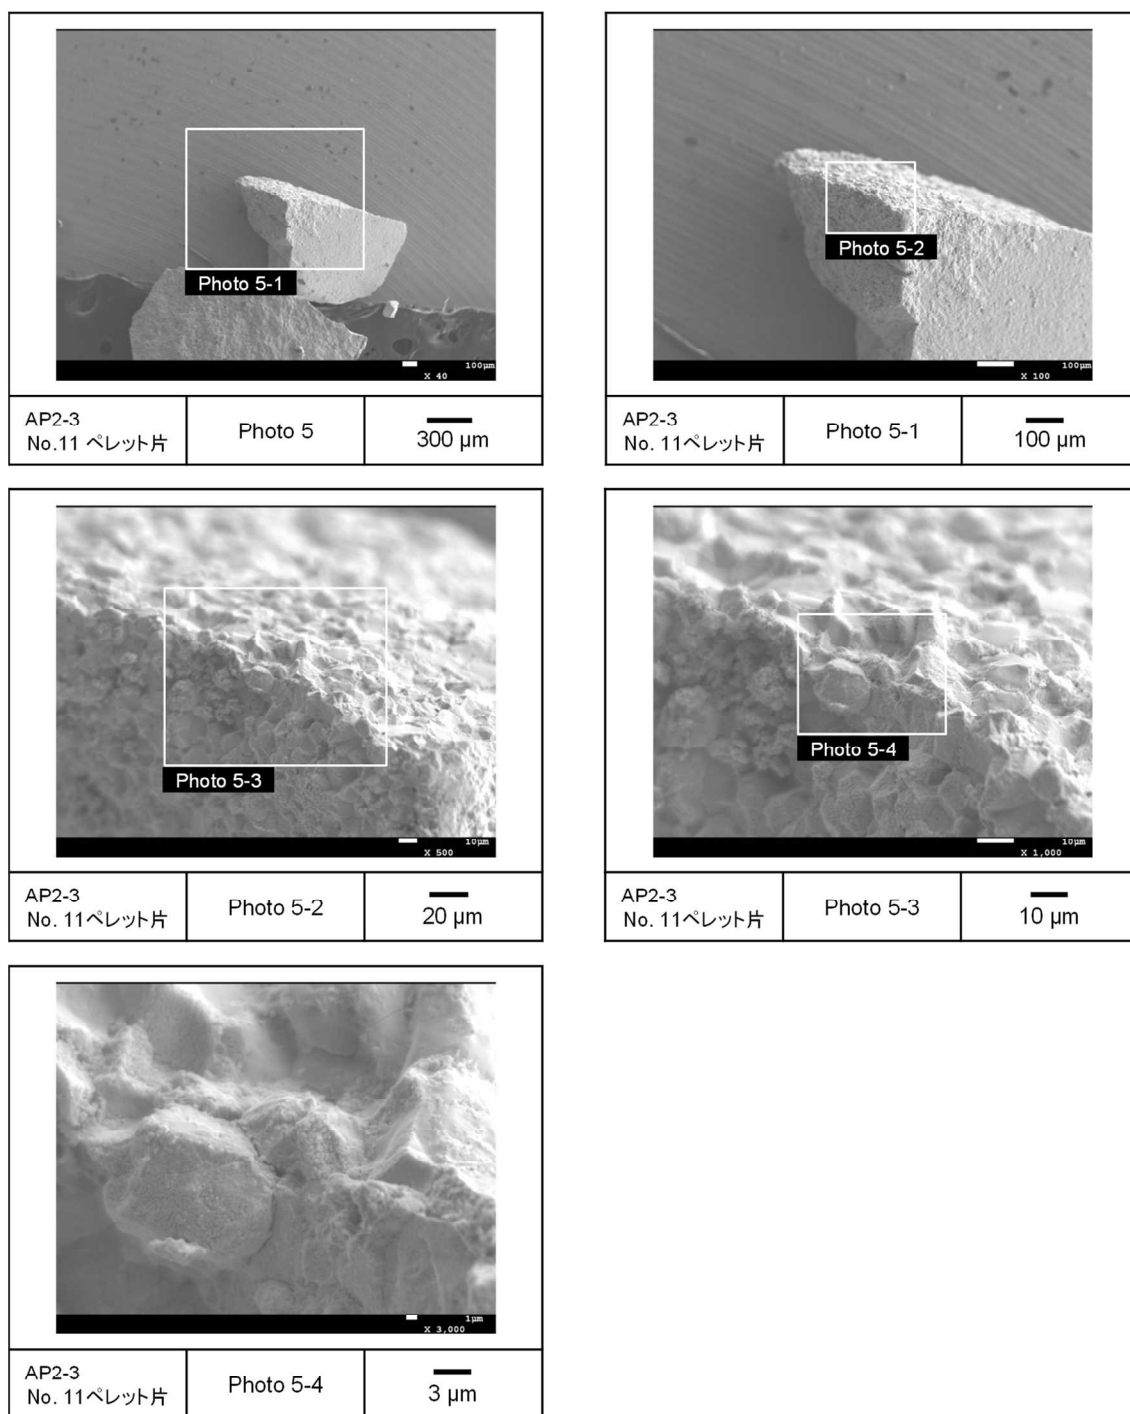 Photo 5-1
100μm
X 40
AP2-3
No.11 ペレット片
Photo 5
300 μm
Photo 5-2
100μm
X 100
AP2-3
No. 11ペレット片
Photo 5-1
100 μm
Photo 5-3
10μm
X 500
AP2-3
No. 11ペレット片
Photo 5-2
20 μm
Photo 5-4
10μm
X 1,000
AP2-3
No. 11ペレット片
Photo 5-3
10 μm
1μm
X 3,000
AP2-3
No. 11ペレット片
Photo 5-4
3 μm